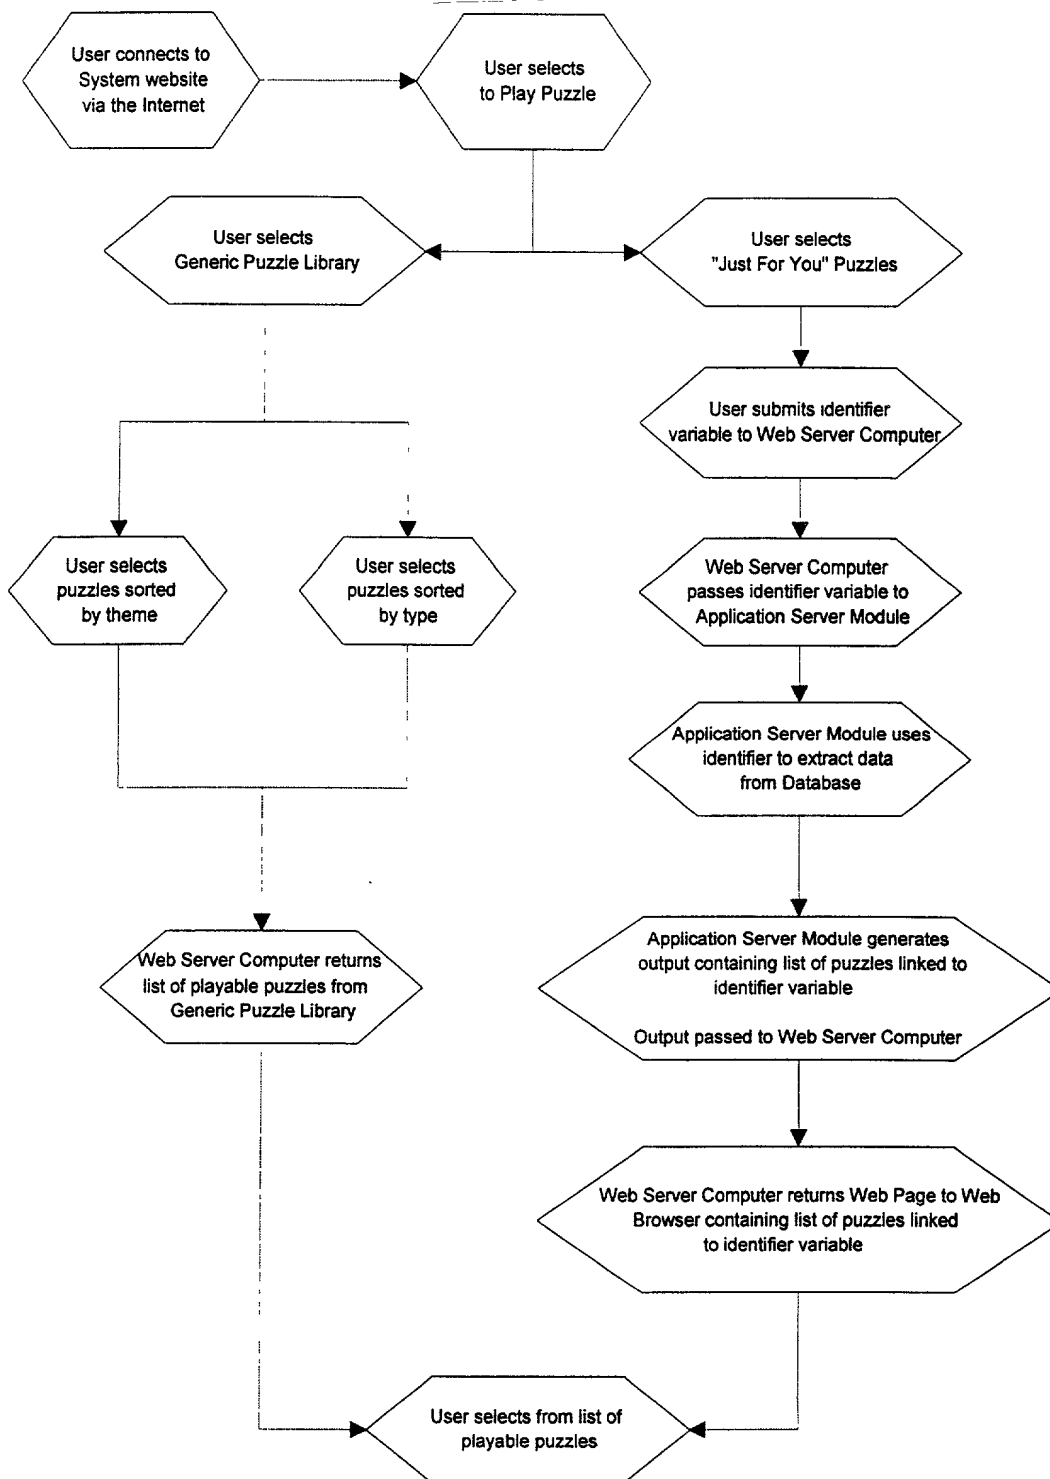 User connects to
System website
via the Internet
User selects
to Play Puzzle
User selects
Generic Puzzle Library
User selects
"Just For You" Puzzles
User submits identifier
variable to Web Server Computer
User selects
puzzles sorted
by theme
User selects
puzzles sorted
by type
Web Server Computer
passes identifier variable to
Application Server Module
Application Server Module uses
identifier to extract data
from Database
Web Server Computer returns
list of playable puzzles from
Generic Puzzle Library
Application Server Module generates
output containing list of puzzles linked to
identifier variable
Output passed to Web Server Computer
Web Server Computer returns Web Page to Web
Browser containing list of puzzles linked
to identifier variable
User selects from list of
playable puzzles